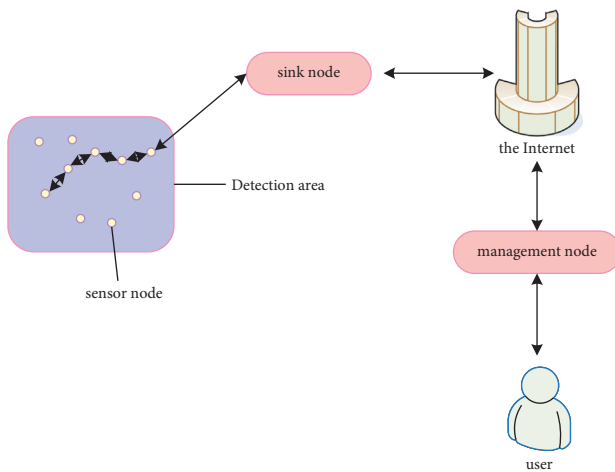 sink node
the Internet
Detection area
management node
sensor node
user